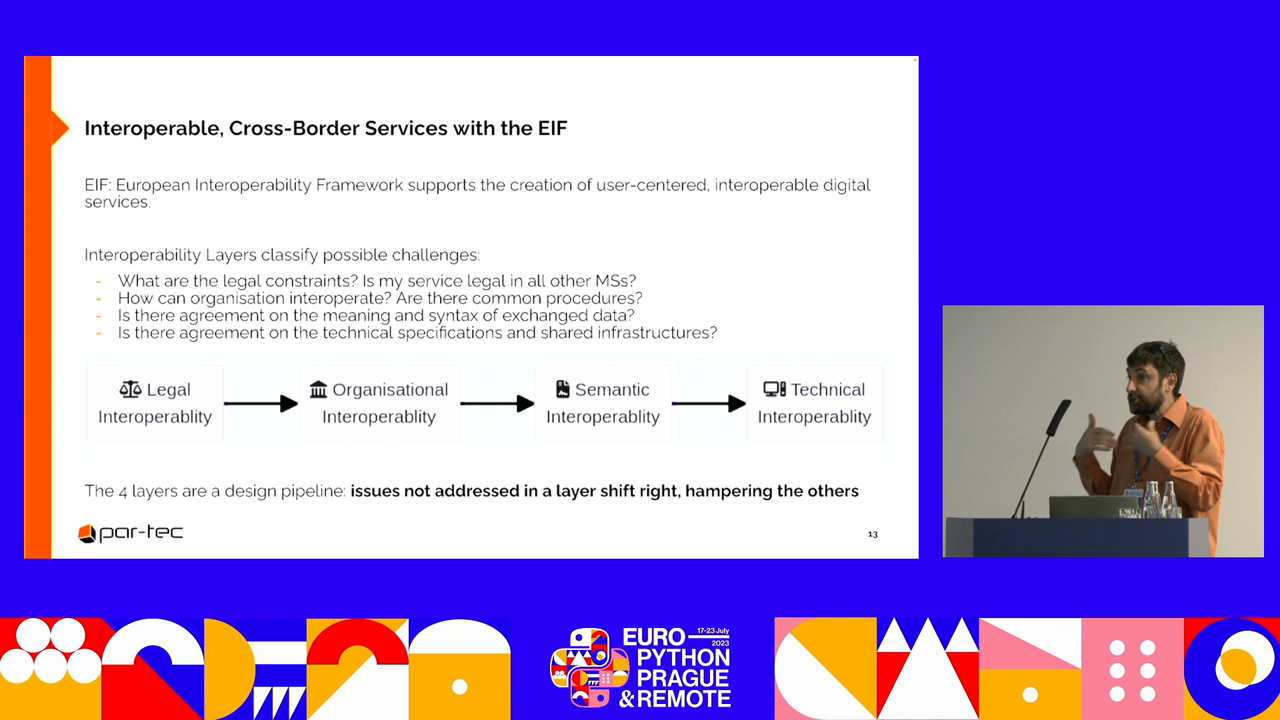 Interoperable, Cross-Border Services with the EIF
EIF: European Interoperability Framework supports the creation of user-centered, interoperable digital
services.
Interoperability Layers classify possible challenges:
- What are the legal constraints? Is my service legal in all other MSs?
- How can organisation interoperate? Are there common procedures?
- Is there agreement on the meaning and syntax of exchanged data?
- Is there agreement on the technical specifications and shared infrastructures?
Legal
Interoperablity
Organisational
Interoperablity
Semantic
Interoperablity
Technical
Interoperablity
The 4 layers are a design pipeline: issues not addressed in a layer shift right, hampering the others
par-tec
13
EURO
17-23 July
2023
PYTHON
PRAGUE
& REMOTE